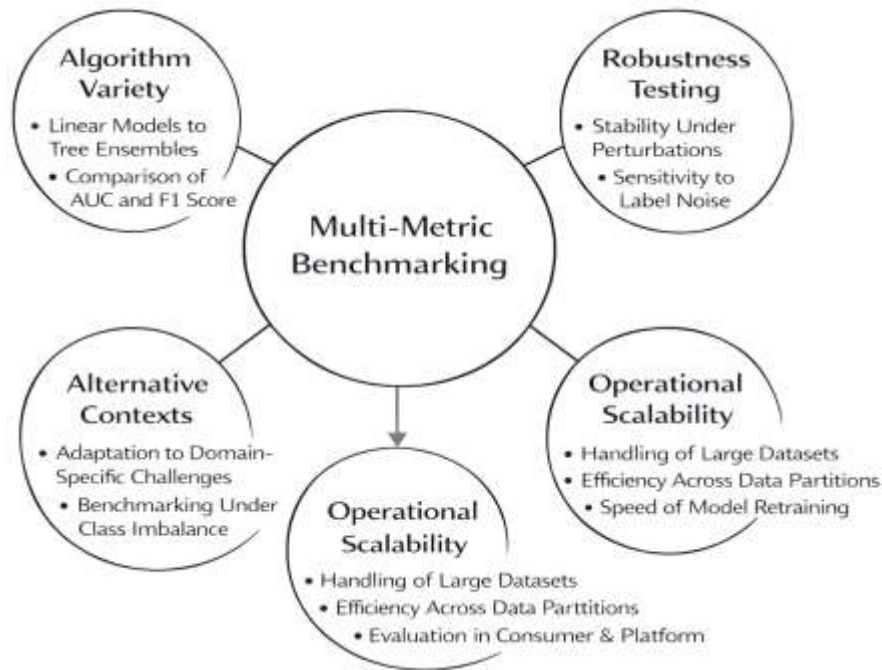 Algorithm
Variety
• Linear Models to
Tree Ensembles
• Comparison of
AUC and F1 Score
Robustness
Testing
• Stability Under
Perturbations
• Sensitivity to
Label Noise
Multi-Metric
Benchmarking
Alternative
Contexts
• Adaptation to Domain-
Specific Challenges
• Benchmarking Under
Class Imbalance
Operational
Scalability
• Handling of Large Datasets
• Efficiency Across Data Parttitions
• Evaluation in Consumer & Platform
Operational
Scalability
• Handling of Large Datasets
• Efficiency Across Data Partitions
• Speed of Model Retraining